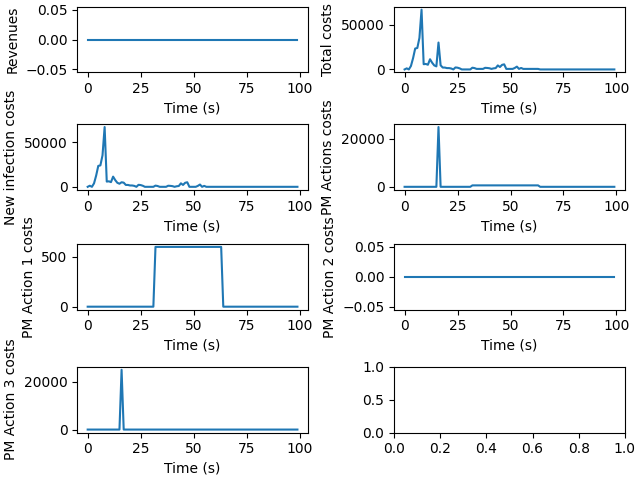 Revenues
0.05
0.00
−0.05
0 25 50 75 100
Time (s)
Total costs
50000
0
0 25 50 75 100
Time (s)
New infection costs
50000
0
0 25 50 75 100
Time (s)
PM Actions costs
20000
0
0 25 50 75 100
Time (s)
PM Action 1 costs
500
0
0 25 50 75 100
Time (s)
PM Action 2 costs
0.05
0.00
−0.05
0 25 50 75 100
Time (s)
PM Action 3 costs
20000
0
0 25 50 75 100
Time (s)
1.0
0.5
0.0
0.0 0.2 0.4 0.6 0.8 1.0